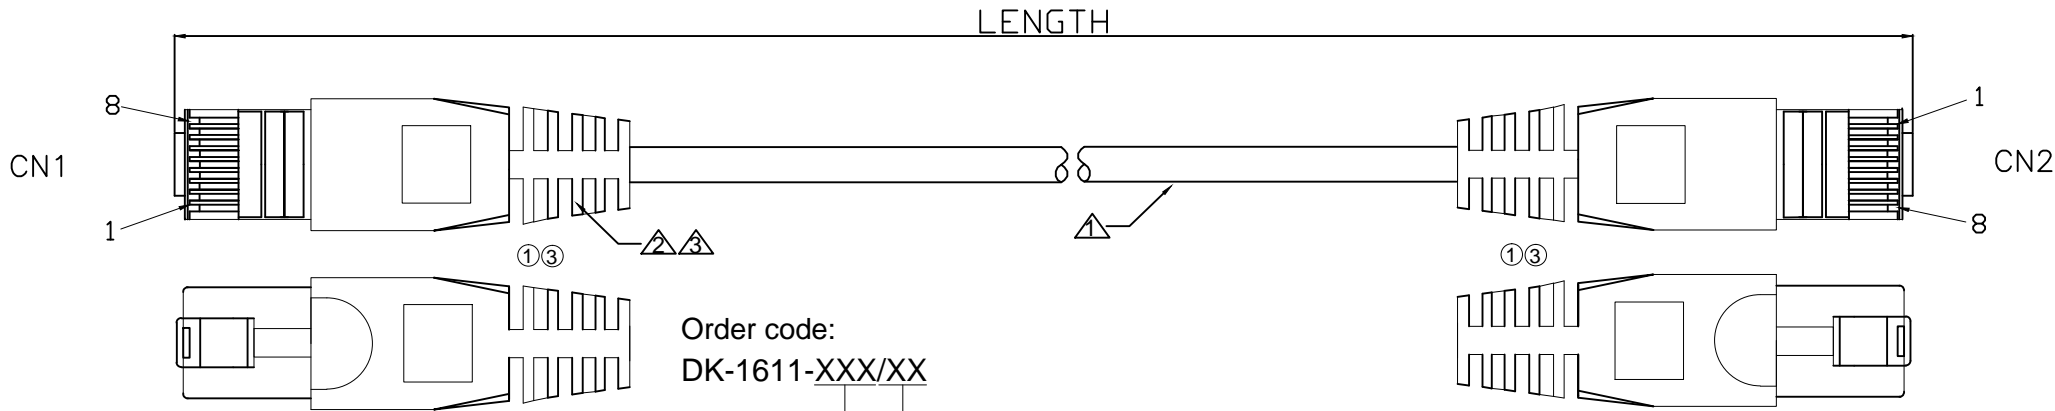 LENGTH
8
1
CN1
CN2
1
8
2 3
1
①③
①③
Order code:
DK-1611-XXX/XX